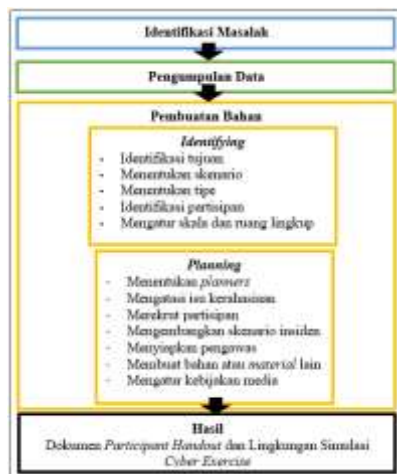 Identifikasi Masalah
Pengumpulan Data
Pembuatan Bahan
Identifying
- Identifikasi tujuan
- Menentukan skenario
- Menentukan tipe
- Identifikasi partisipan
- Mengatur skala dan ruang lingkup
Planning
- Menentukan planners
- Mengatasi isu kerahasiaan
- Merekrut partisipan
- Mengembangkan skenario insiden
- Menyiapkan pengawas
- Membuat bahan atau material lain
- Mengatur kebijakan media
Hasil
Dokumen Participant Handout dan Lingkungan Simulasi
Cyber Exercise